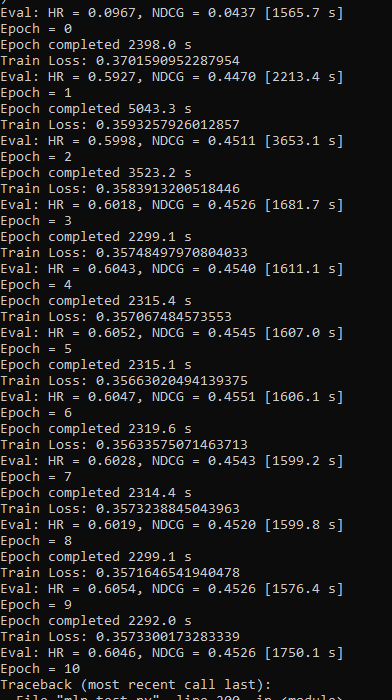 Eval: HR = 0.0967, NDCG = 0.0437 [1565.7 s]
Epoch = 0
Epoch completed 2398.0 s
Train Loss: 0.3701590952287954
Eval: HR = 0.5927, NDCG = 0.4470 [2213.4 s]
Epoch = 1
Epoch completed 5043.3 s
Train Loss: 0.3593257926012857
Eval: HR = 0.5998, NDCG = 0.4511 [3653.1 s]
Epoch = 2
Epoch completed 3523.2 s
Train Loss: 0.3583913200518446
Eval: HR = 0.6018, NDCG = 0.4526 [1681.7 s]
Epoch = 3
Epoch completed 2299.1 s
Train Loss: 0.35748497970804033
Eval: HR = 0.6043, NDCG = 0.4540 [1611.1 s]
Epoch = 4
Epoch completed 2315.4 s
Train Loss: 0.357067484573553
Eval: HR = 0.6052, NDCG = 0.4545 [1607.0 s]
Epoch = 5
Epoch completed 2315.1 s
Train Loss: 0.35663020494139375
Eval: HR = 0.6047, NDCG = 0.4551 [1606.1 s]
Epoch = 6
Epoch completed 2319.6 s
Train Loss: 0.35633575071463713
Eval: HR = 0.6028, NDCG = 0.4543 [1599.2 s]
Epoch = 7
Epoch completed 2314.4 s
Train Loss: 0.3573238845043963
Eval: HR = 0.6019, NDCG = 0.4520 [1599.8 s]
Epoch = 8
Epoch completed 2299.1 s
Train Loss: 0.3571646541940478
Eval: HR = 0.6054, NDCG = 0.4526 [1576.4 s]
Epoch = 9
Epoch completed 2292.0 s
Train Loss: 0.3573300173283339
Eval: HR = 0.6046, NDCG = 0.4526 [1750.1 s]
Epoch = 10
Traceback (most recent call last):